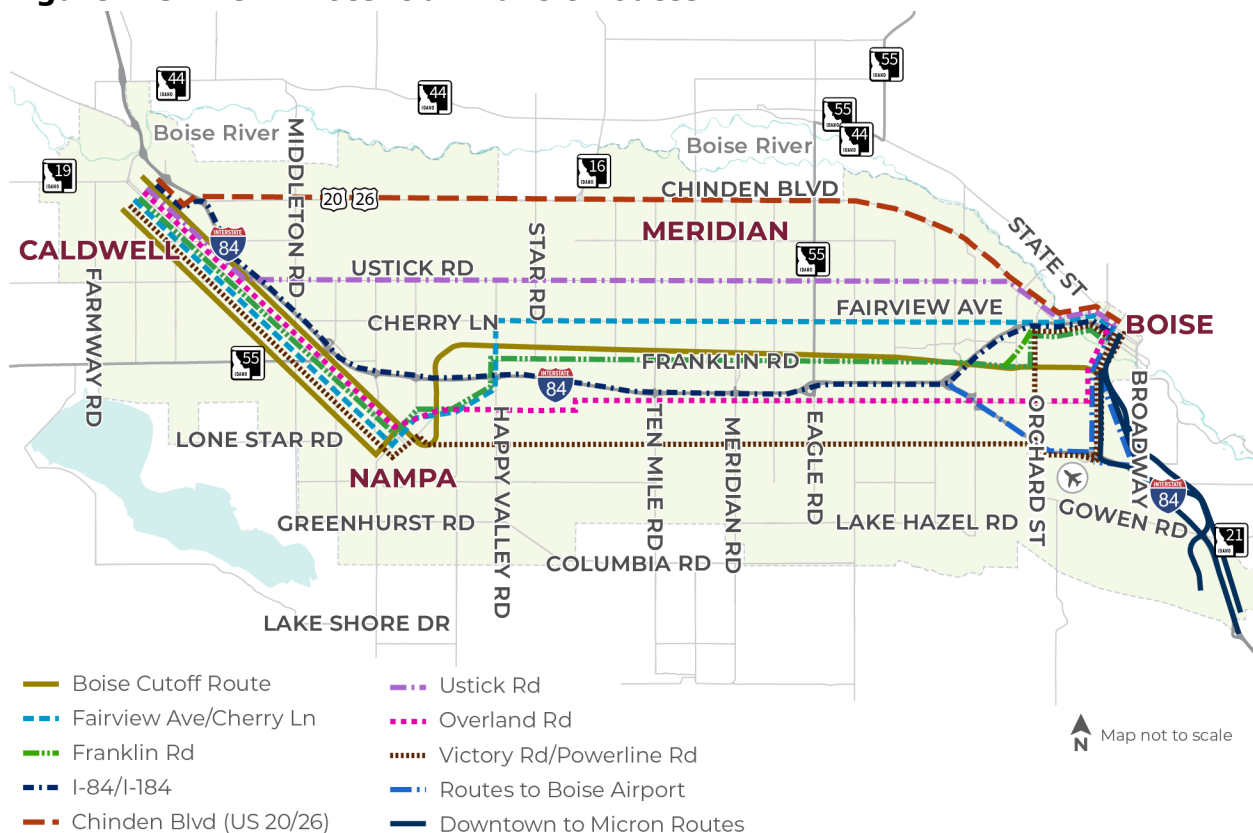 44
55
44
55
44
Boise River
Boise River
MIDDLETON RD
19
16
CHINDEN BLVD
20 26
STATE ST
MERIDIAN
STAR RD
INTERSTATE
84
CALDWELL
55
USTICK RD
FARMWAY RD
FAIRVIEW AVE
CHERRY LN
BOISE
55
FRANKLIN RD
INTERSTATE
84
LONE STAR RD
HAPPY VALLEY RD
TEN MILE RD
MERIDIAN RD
EAGLE RD
ORCHARD ST
BROADWAY
NAMPA
INTERSTATE
84
GOWEN RD
GREENHURST RD
LAKE HAZEL RD
21
COLUMBIA RD
LAKE SHORE DR
Boise Cutoff Route
Fairview Ave/Cherry Ln
Franklin Rd
I-84/I-184
Chinden Blvd (US 20/26)
Ustick Rd
Overland Rd
Victory Rd/Powerline Rd
Routes to Boise Airport
Downtown to Micron Routes
N
Map not to scale